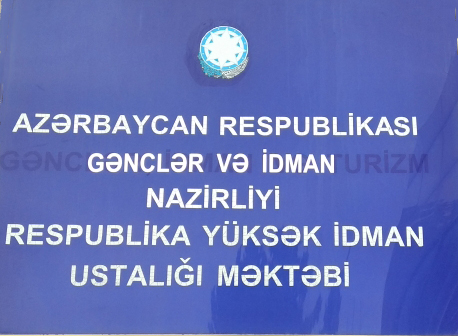 AZƏRBAYCAN RESPUBLİKASI
GƏNCLƏR VƏ İDMAN
NAZİRLİYİ
RESPUBLİKA YÜKSƏK İDMAN
USTALIĞI MƏKTƏBİ